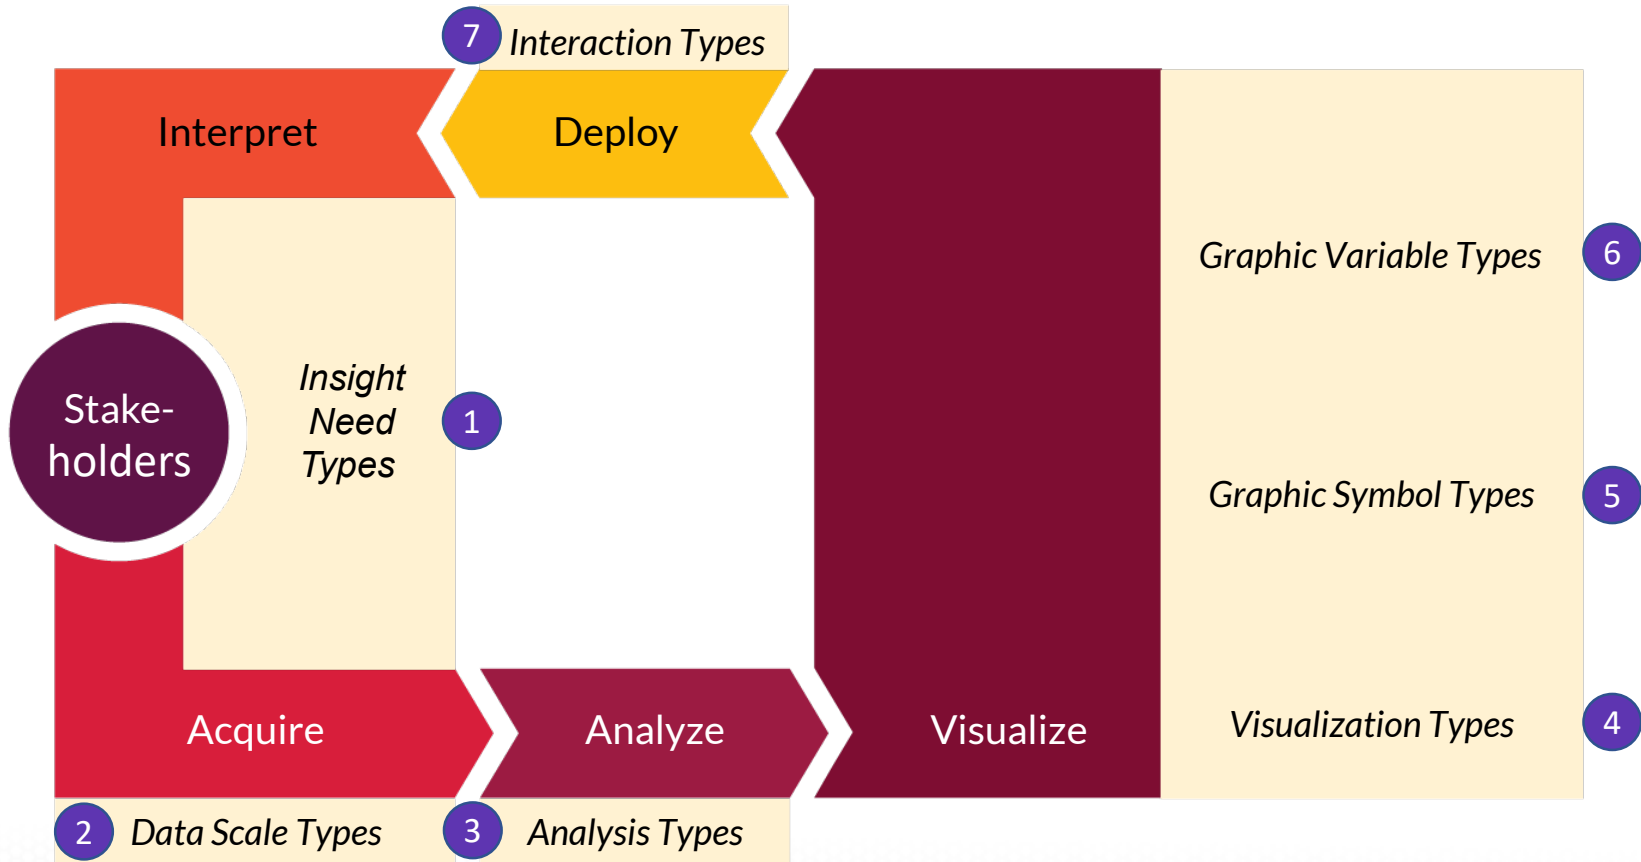 7
Interaction Types
Interpret
Deploy
Graphic Variable Types
6
Stake-
holders
Insight
Need
Types
1
Graphic Symbol Types
5
Acquire
Analyze
Visualize
Visualization Types
4
2
Data Scale Types
3
Analysis Types